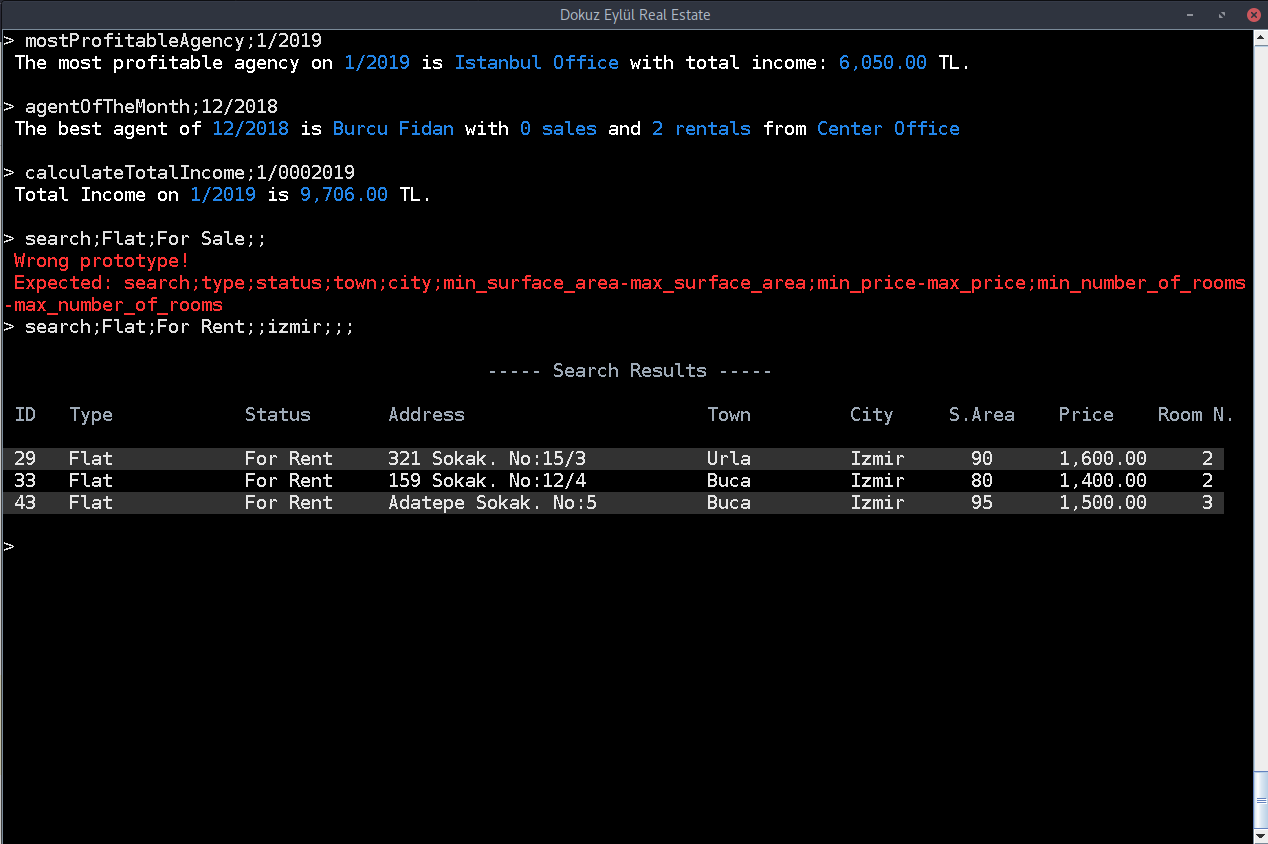 Dokuz Eylül Real Estate
> mostProfitableAgency;1/2019
The most profitable agency on 1/2019 is Istanbul Office with total income: 6,050.00 TL.
> agentOfTheMonth;12/2018
The best agent of 12/2018 is Burcu Fidan with 0 sales and 2 rentals from Center Office
> calculateTotalIncome;1/0002019
Total Income on 1/2019 is 9,706.00 TL.
> search;Flat;For Sale;;
Wrong prototype!
Expected: search;type;status;town;city;min_surface_area-max_surface_area;min_price-max_price;min_number_of_rooms
-max_number_of_rooms
> search;Flat;For Rent;;izmir;;;
----- Search Results -----
ID Type Status Address Town City S.Area Price Room N.
29 Flat For Rent 321 Sokak. No:15/3 Urla Izmir 90 1,600.00 2
33 Flat For Rent 159 Sokak. No:12/4 Buca Izmir 80 1,400.00 2
43 Flat For Rent Adatepe Sokak. No:5 Buca Izmir 95 1,500.00 3
>